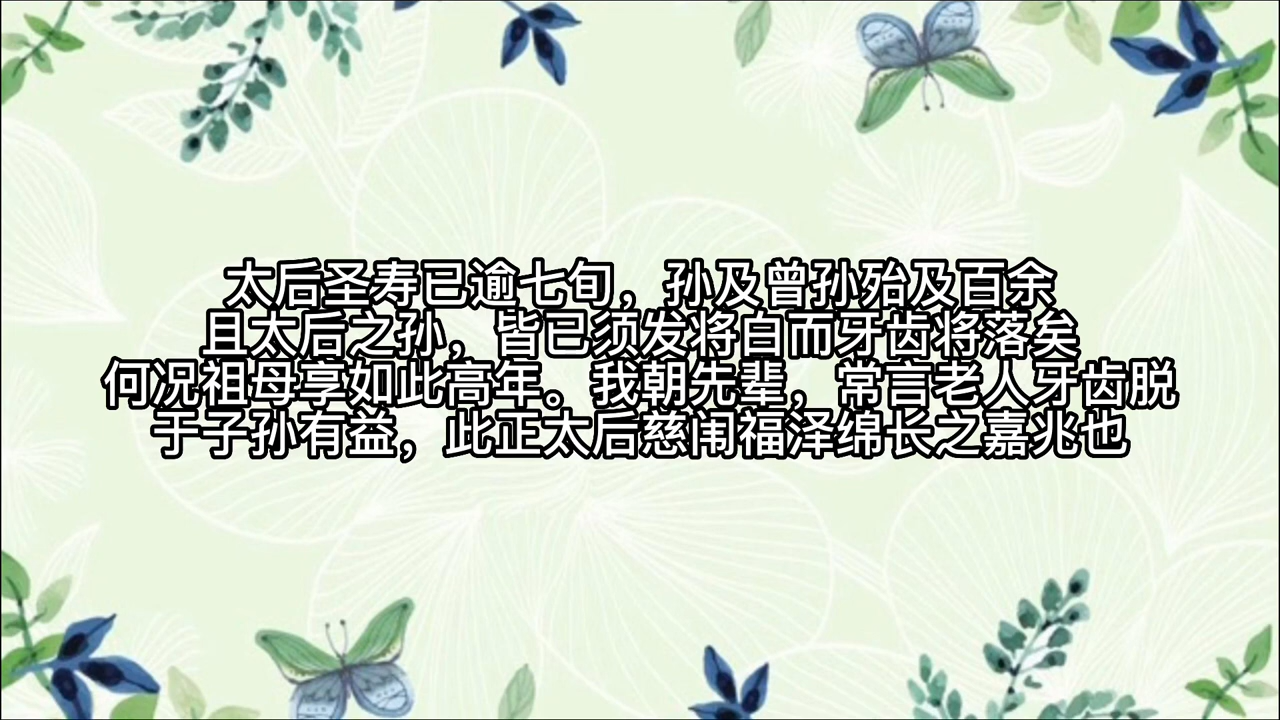 太后圣寿已逾七旬，孙及曾孙殆及百余
且太后之孙，皆已须发将白而牙齿将落矣
何况祖母享如此高年。我朝先辈，常言老人牙齿脱
于子孙有益，此正太后慈闱福泽绵长之嘉兆也